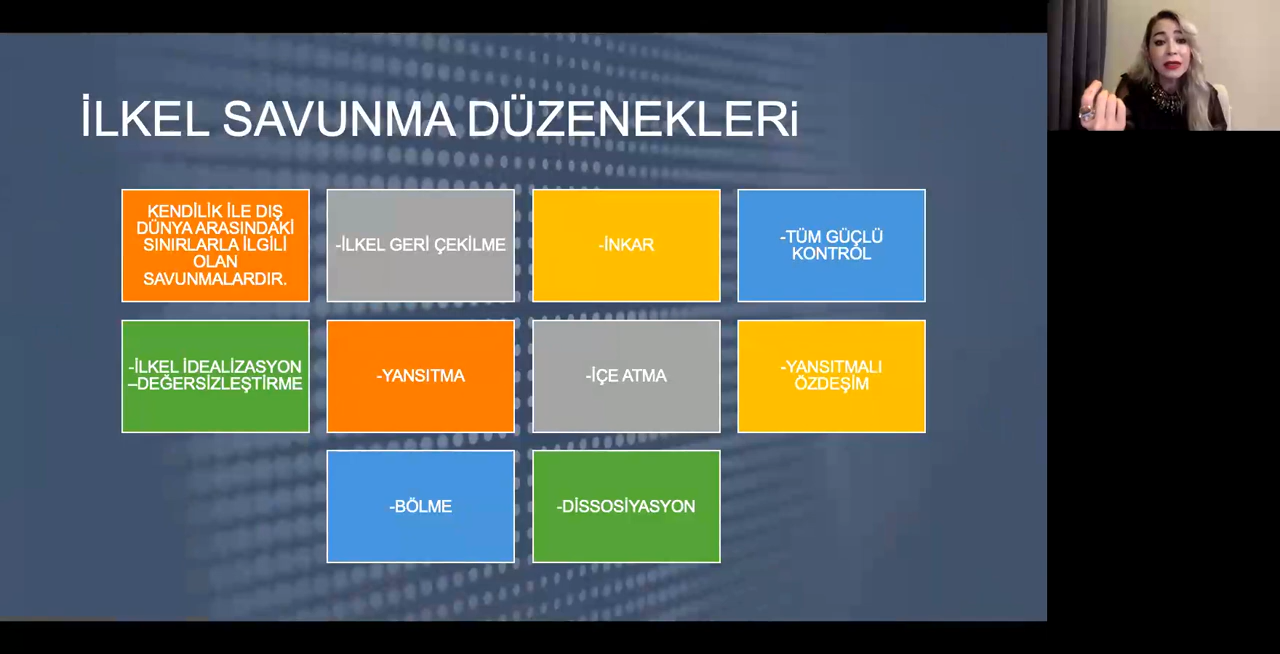 İLKEL SAVUNMA DÜZENEKLERi
KENDİLİK İLE DIŞ
DÜNYA ARASINDAKİ
SINIRLARLA İLGİLİ
OLAN
SAVUNMALARDIR.
-İLKEL GERİ ÇEKİLME
-İNKAR
-TÜM GÜÇLÜ
KONTROL
-İLKEL İDEALİZASYON
–DEĞERSİZLEŞTİRME
-YANSITMA
-İÇE ATMA
-YANSITMALI
ÖZDEŞİM
-BÖLME
-DİSSOSİYASYON